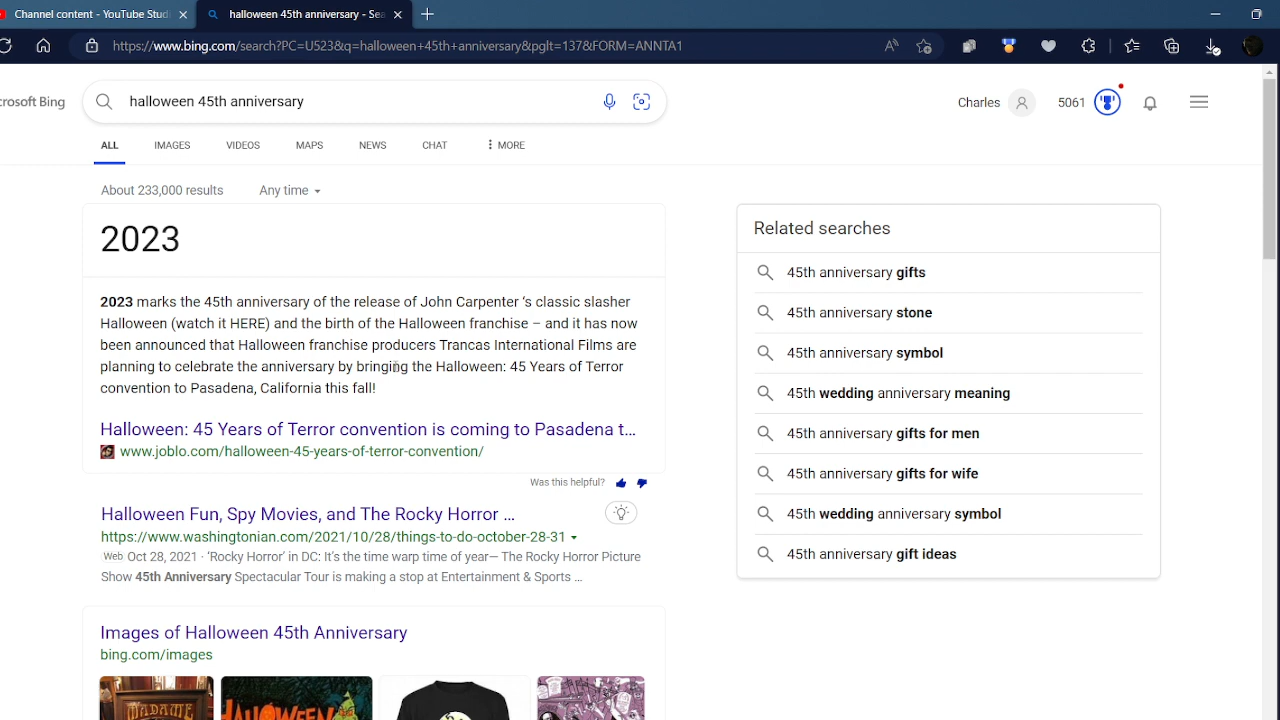 Channel content - YouTube Studi
halloween 45th anniversary - Sea
https://www.bing.com/search?PC=U523&q=halloween+45th+anniversary&pglt=137&FORM=ANNTA1
crosoft Bing
halloween 45th anniversary
Charles
5061
ALL
IMAGES
VIDEOS
MAPS
NEWS
CHAT
MORE
About 233,000 results
Any time
2023
2023 marks the 45th anniversary of the release of John Carpenter ‘s classic slasher
Halloween (watch it HERE) and the birth of the Halloween franchise – and it has now
been announced that Halloween franchise producers Trancas International Films are
planning to celebrate the anniversary by bringing the Halloween: 45 Years of Terror
convention to Pasadena, California this fall!
Halloween: 45 Years of Terror convention is coming to Pasadena t...
www.joblo.com/halloween-45-years-of-terror-convention/
Was this helpful?
Halloween Fun, Spy Movies, and The Rocky Horror ...
https://www.washingtonian.com/2021/10/28/things-to-do-october-28-31
Web Oct 28, 2021 · ‘Rocky Horror’ in DC: It’s the time warp time of year— The Rocky Horror Picture
Show 45th Anniversary Spectacular Tour is making a stop at Entertainment & Sports ...
Images of Halloween 45th Anniversary
bing.com/images
MADAME
HALLOWEEN
Related searches
45th anniversary gifts
45th anniversary stone
45th anniversary symbol
45th wedding anniversary meaning
45th anniversary gifts for men
45th anniversary gifts for wife
45th wedding anniversary symbol
45th anniversary gift ideas